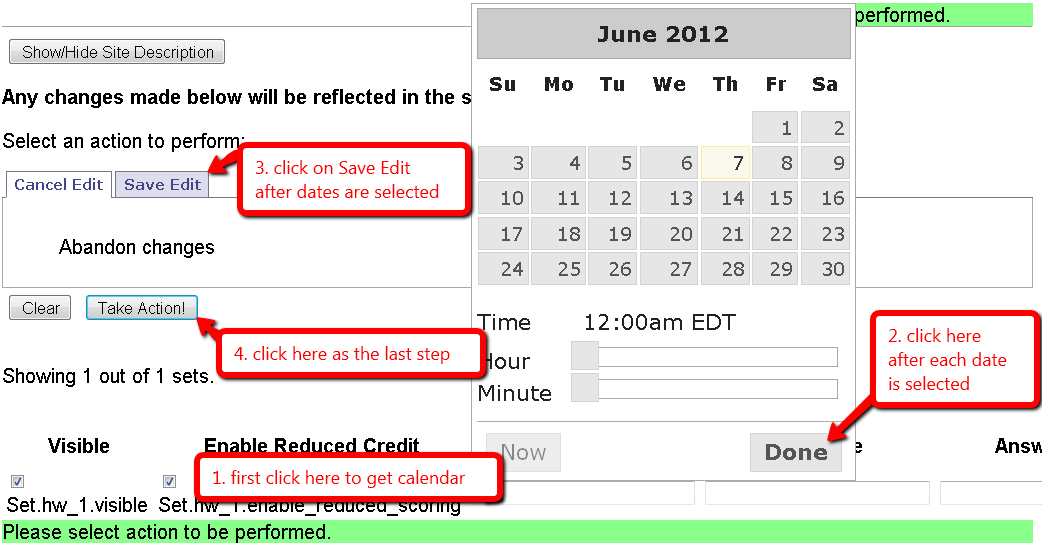 performed.
Show/Hide Site Description
Any changes made below will be reflected in the s
Select an action to perform:
Cancel Edit Save Edit
3. click on Save Edit
after dates are selected
Abandon changes
Clear Take Action!
4. click here as the last step
Showing 1 out of 1 sets.
June 2012
Su Mo Tu We Th Fr Sa
1 2
3 4 5 6 7 8 9
10 11 12 13 14 15 16
17 18 19 20 21 22 23
24 25 26 27 28 29 30
Time 12:00am EDT
Hour
Minute
2. click here
after each date
is selected
Now Done
Visible Enable Reduced Credit e Answ
1. first click here to get calendar
Set.hw_1.visible Set.hw_1.enable_reduced_scoring
Please select action to be performed.